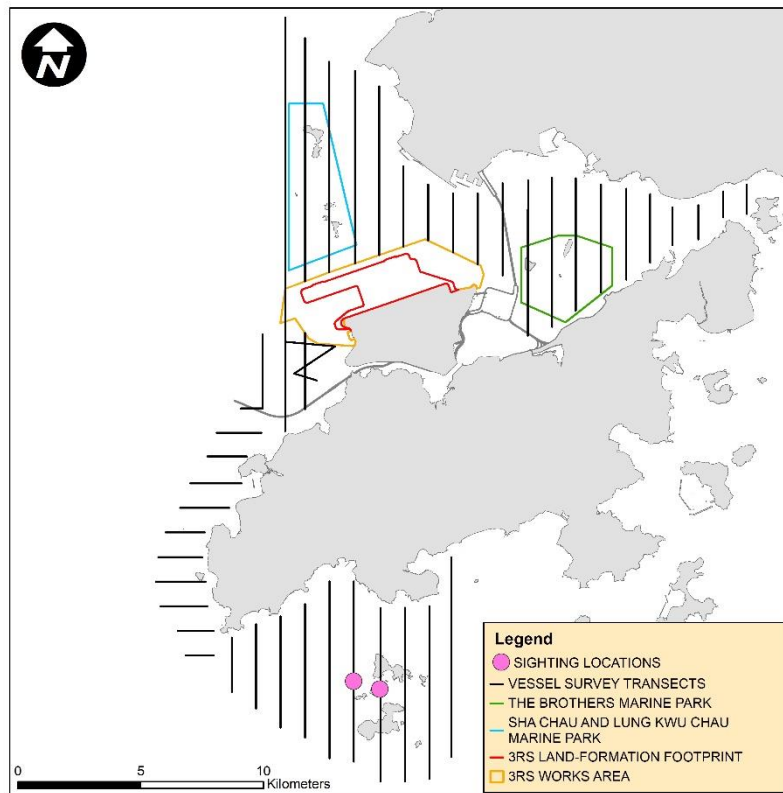 N
Legend
SIGHTING LOCATIONS
VESSEL SURVEY TRANSECTS
THE BROTHERS MARINE PARK
SHA CHAU AND LUNG KWU CHAU
MARINE PARK
3RS LAND-FORMATION FOOTPRINT
3RS WORKS AREA
0 5 10
Kilometers